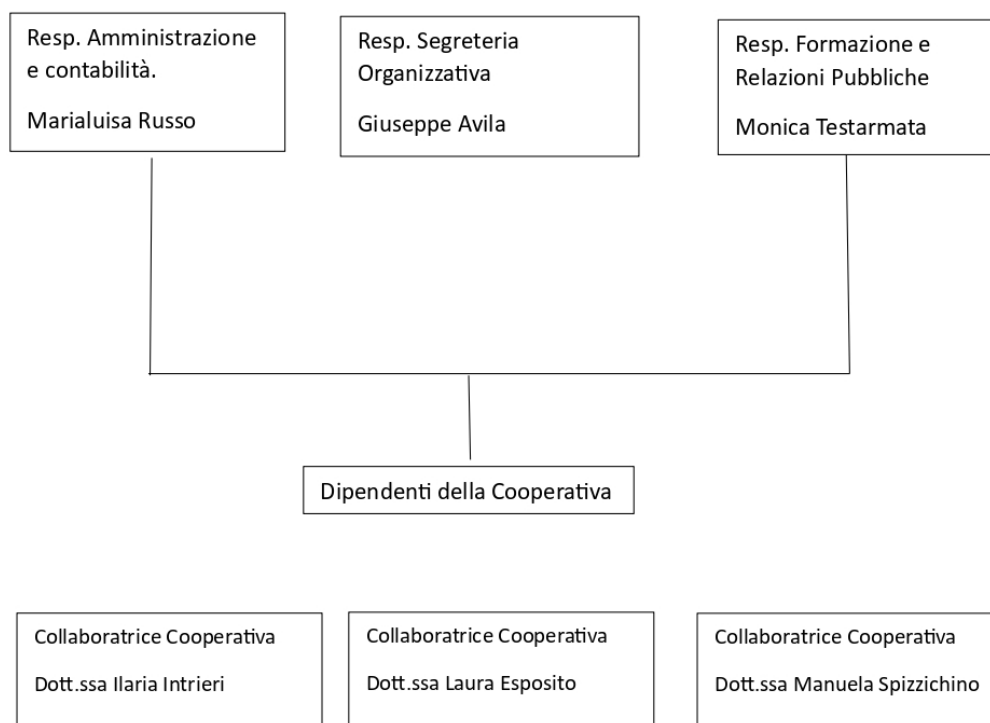 Resp. Amministrazione
e contabilità.
Marialuisa Russo
Resp. Segreteria
Organizzativa
Giuseppe Avila
Resp. Formazione e
Relazioni Pubbliche
Monica Testarmata
Dipendenti della Cooperativa
Collaboratrice Cooperativa
Dott.ssa Ilaria Intrieri
Collaboratrice Cooperativa
Dott.ssa Laura Esposito
Collaboratrice Cooperativa
Dott.ssa Manuela Spizzichino